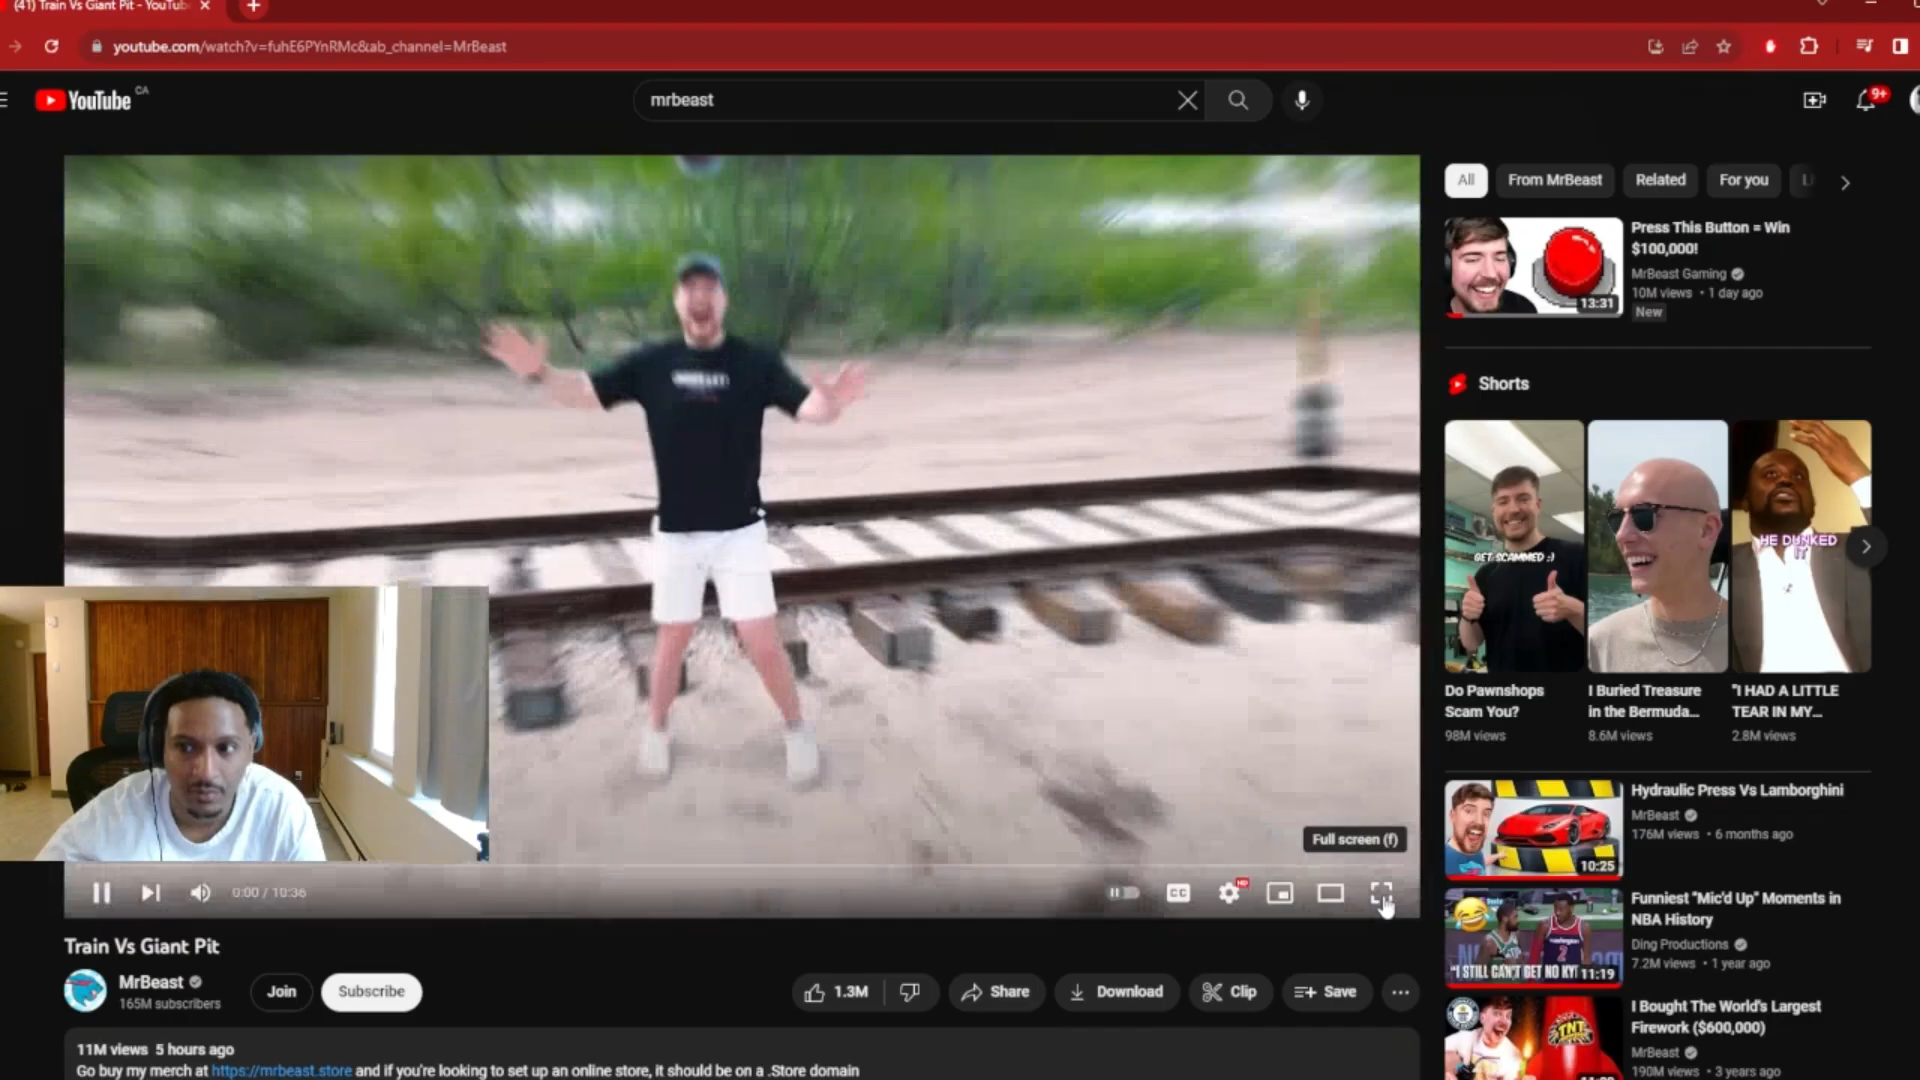 (41) Train Vs Giant Pit - YouTub
youtube.com/watch?v=fuhE6PYnRMc&ab_channel=MrBeast
YouTube CA
mrbeast
9+
All
From MrBeast
Related
For you
Press This Button = Win
$100,000!
MrBeast Gaming
10M views • 1 day ago
New
13:31
Shorts
GET SCAMMED :)
HE DUNKED
IT
Do Pawnshops
Scam You?
98M views
I Buried Treasure
in the Bermuda...
8.6M views
"I HAD A LITTLE
TEAR IN MY...
2.8M views
Hydraulic Press Vs Lamborghini
MrBeast
176M views • 6 months ago
10:25
Funniest "Mic'd Up" Moments in
NBA History
Ding Productions
7.2M views • 1 year ago
"I STILL CAN'T GET NO KY!
11:19
I Bought The World's Largest
Firework ($600,000)
MrBeast
190M views • 3 years ago
TNT
Full screen (f)
0:00 / 10:36
CC
HD
Train Vs Giant Pit
MrBeast
165M subscribers
Join
Subscribe
1.3M
Share
Download
Clip
Save
11M views 5 hours ago
Go buy my merch at https://mrbeast.store and if you're looking to set up an online store, it should be on a .Store domain